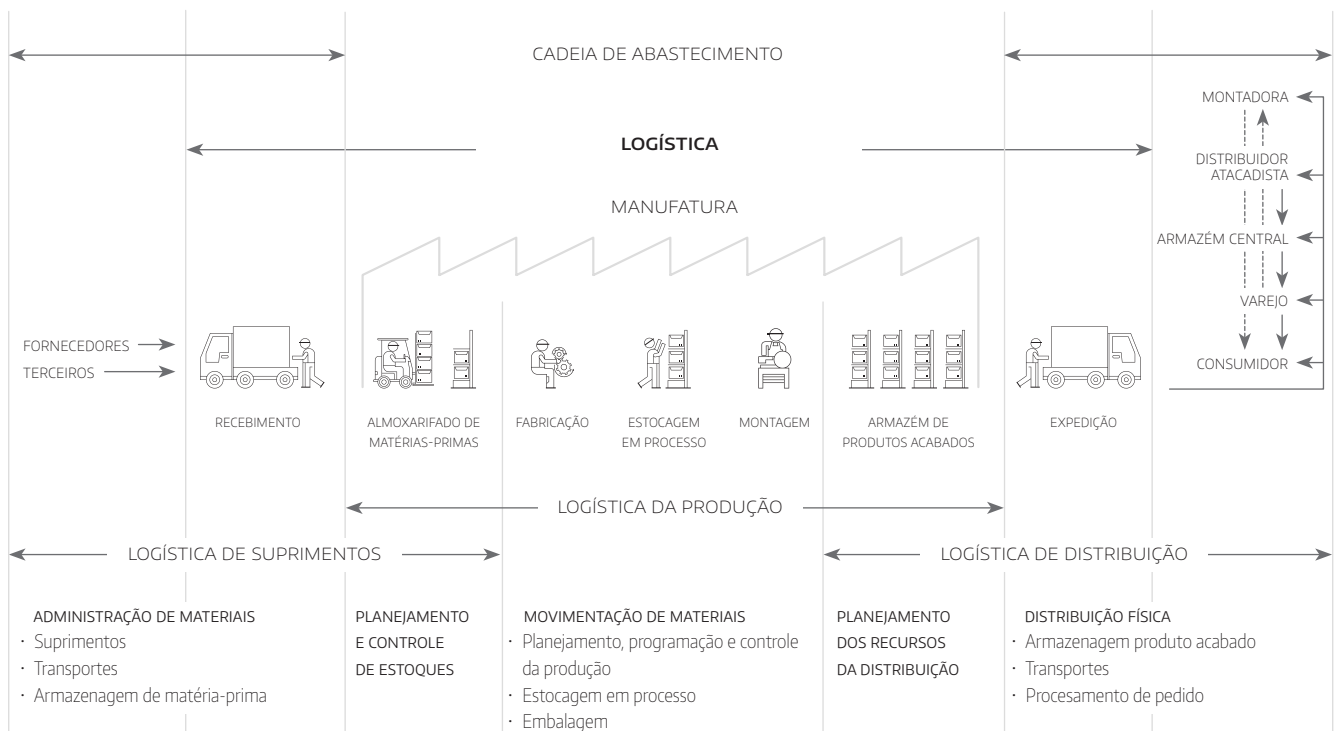 CADEIA DE ABASTECIMENTO
MONTADORA
LOGÍSTICA
DISTRIBUIDOR
ATACADISTA
MANUFATURA
ARMAZÉM CENTRAL
VAREJO
FORNECEDORES
TERCEIROS
CONSUMIDOR
RECEBIMENTO
ALMOXARIFADO DE
MATÉRIAS-PRIMAS
FABRICAÇÃO
ESTOCAGEM
EM PROCESSO
MONTAGEM
ARMAZÉM DE
PRODUTOS ACABADOS
EXPEDIÇÃO
LOGÍSTICA DA PRODUÇÃO
LOGÍSTICA DE SUPRIMENTOS
LOGÍSTICA DE DISTRIBUIÇÃO
ADMINISTRAÇÃO DE MATERIAIS
· Suprimentos
· Transportes
· Armazenagem de matéria-prima
PLANEJAMENTO
E CONTROLE
DE ESTOQUES
MOVIMENTAÇÃO DE MATERIAIS
· Planejamento, programação e controle
da produção
· Estocagem em processo
· Embalagem
PLANEJAMENTO
DOS RECURSOS
DA DISTRIBUIÇÃO
DISTRIBUIÇÃO FÍSICA
· Armazenagem produto acabado
· Transportes
· Procesamento de pedido